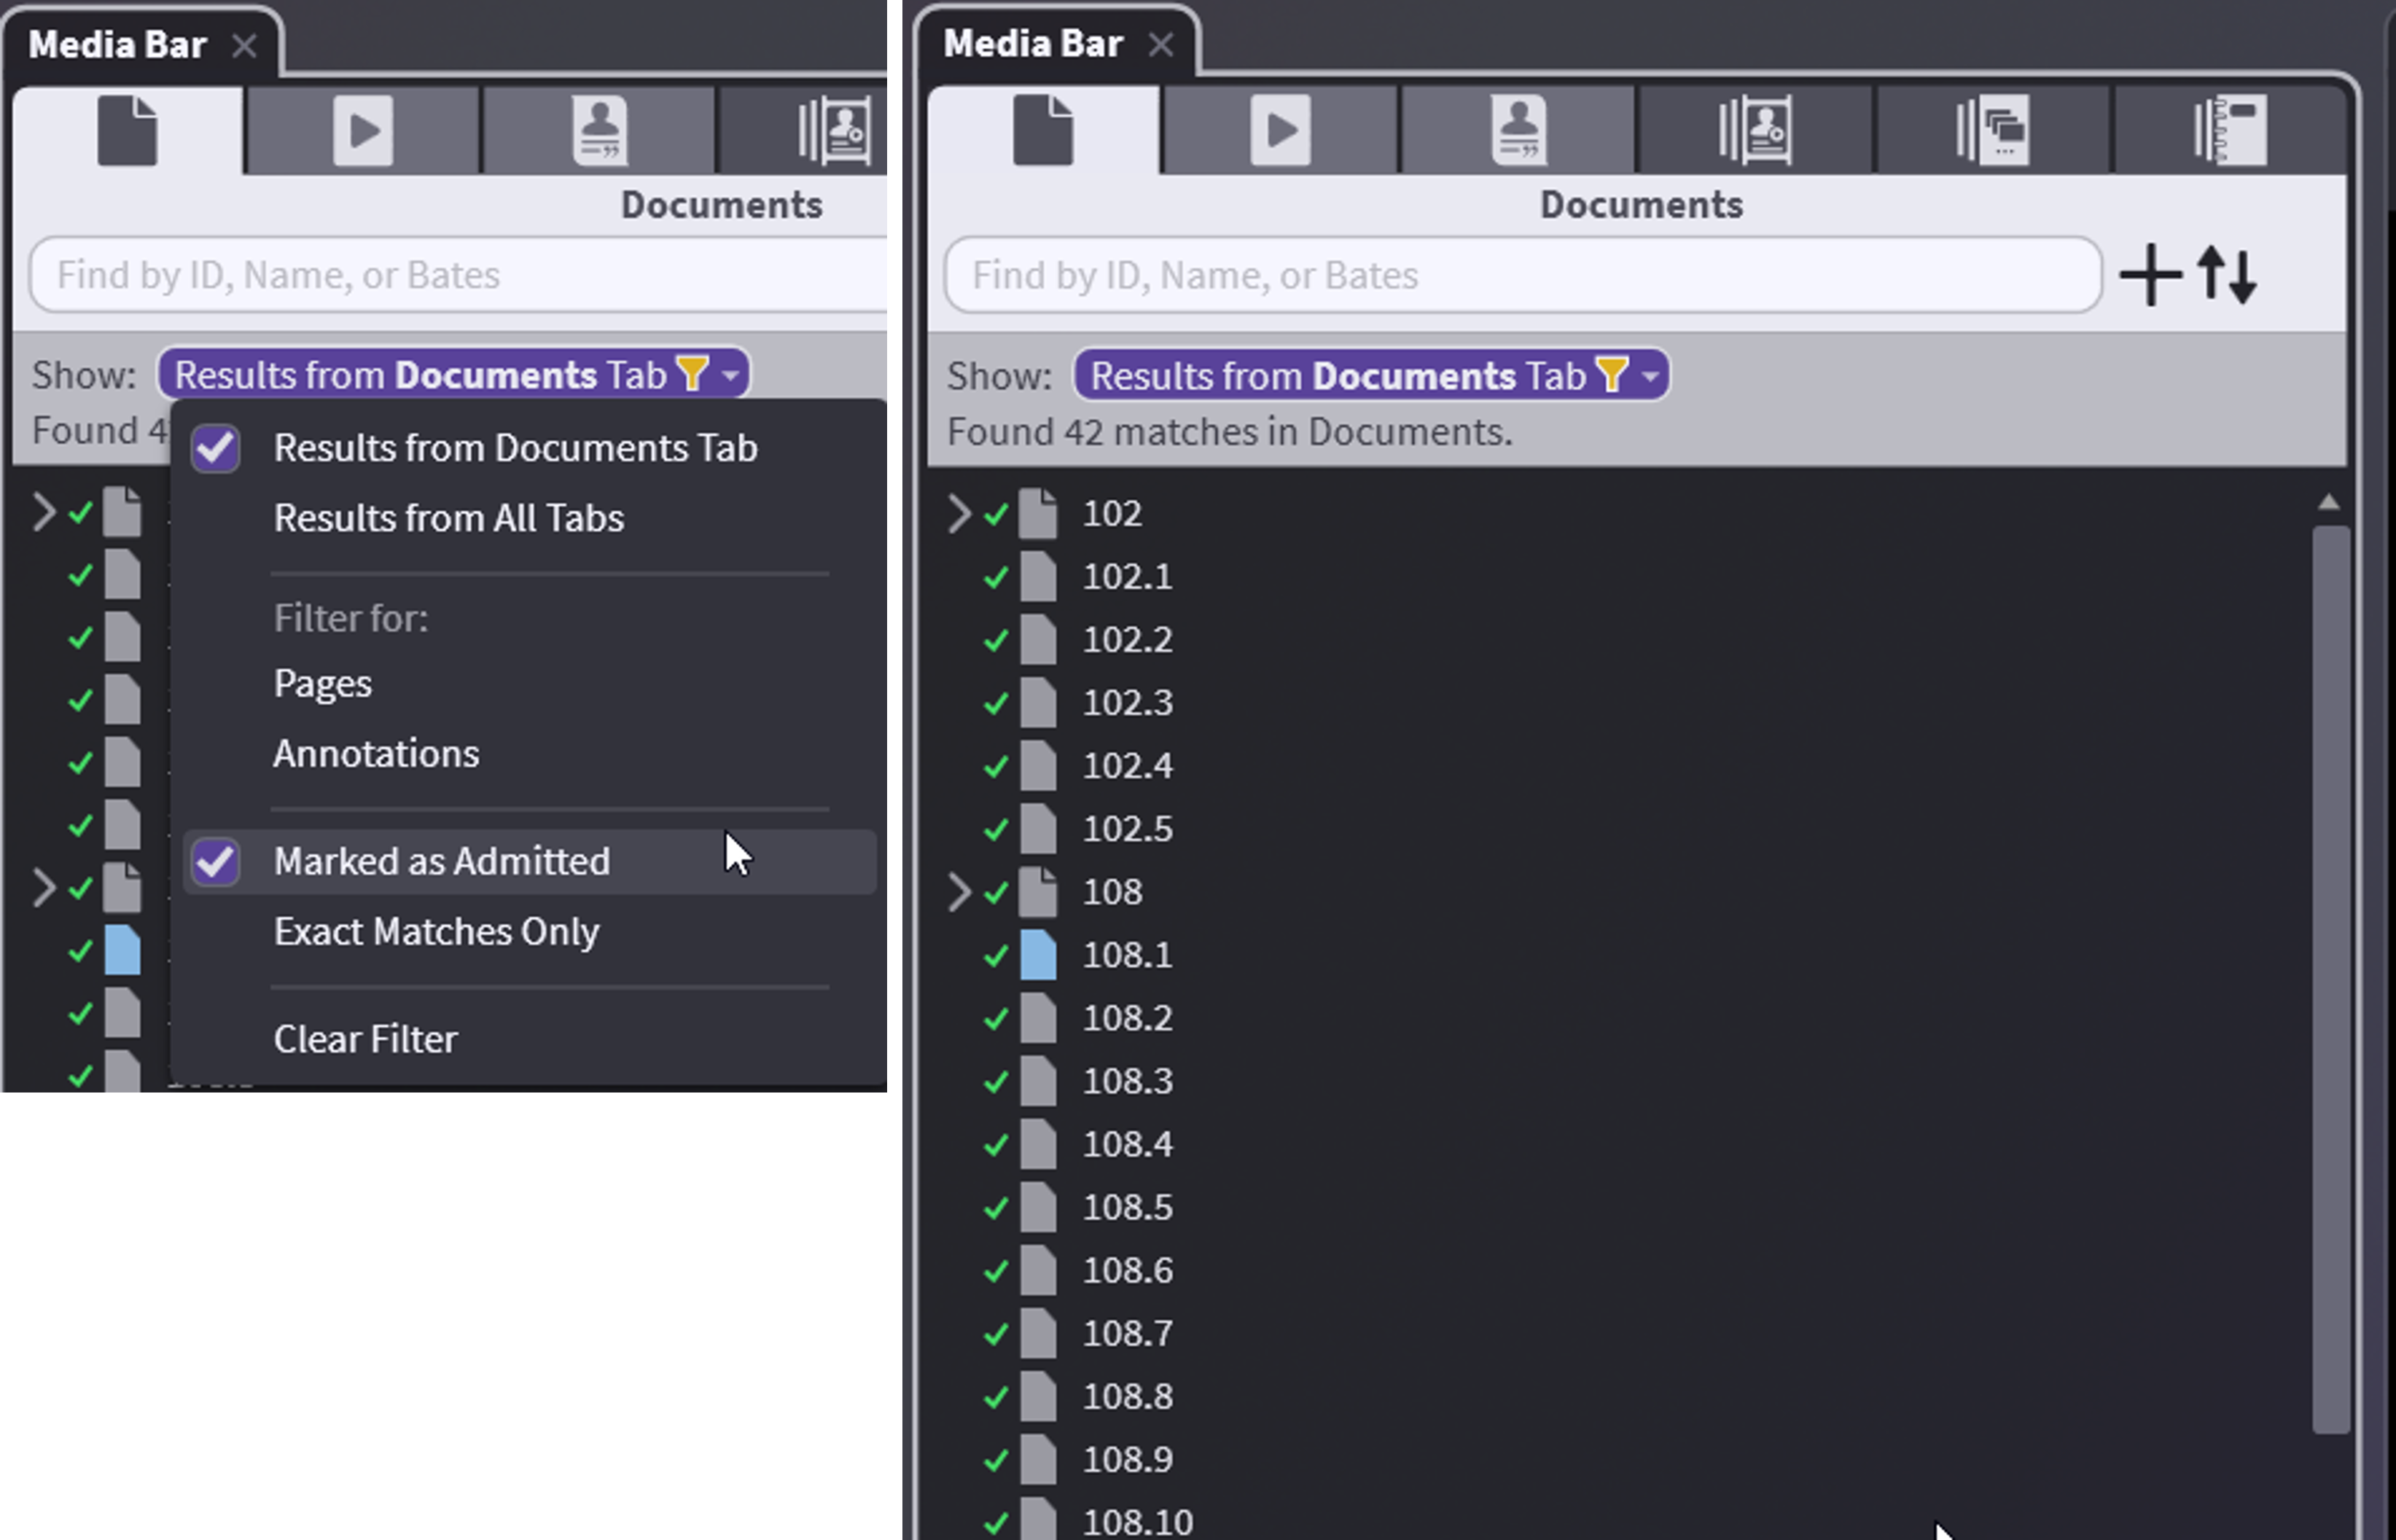 Media Bar
Documents
Find by ID, Name, or Bates
Show: Results from Documents Tab
Found 4
Results from Documents Tab
Results from All Tabs
Filter for:
Pages
Annotations
Marked as Admitted
Exact Matches Only
Clear Filter
Media Bar
Documents
Find by ID, Name, or Bates
Show: Results from Documents Tab
Found 42 matches in Documents.
102
102.1
102.2
102.3
102.4
102.5
108
108.1
108.2
108.3
108.4
108.5
108.6
108.7
108.8
108.9
108.10